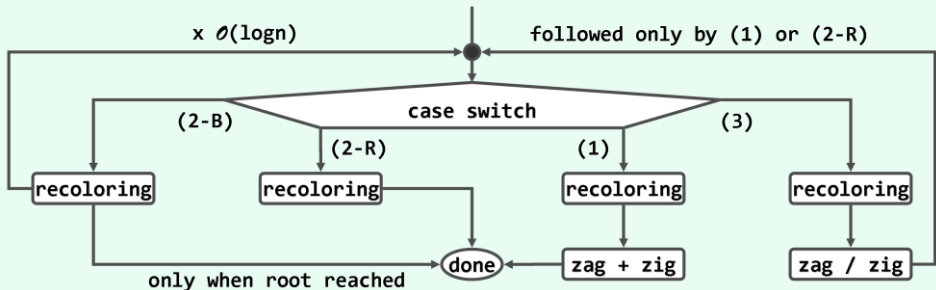 x O(logn)
followed only by (1) or (2-R)
case switch
(2-B)
(3)
(2-R)
(1)
recoloring
recoloring
recoloring
recoloring
done
zag + zig
zag / zig
only when root reached